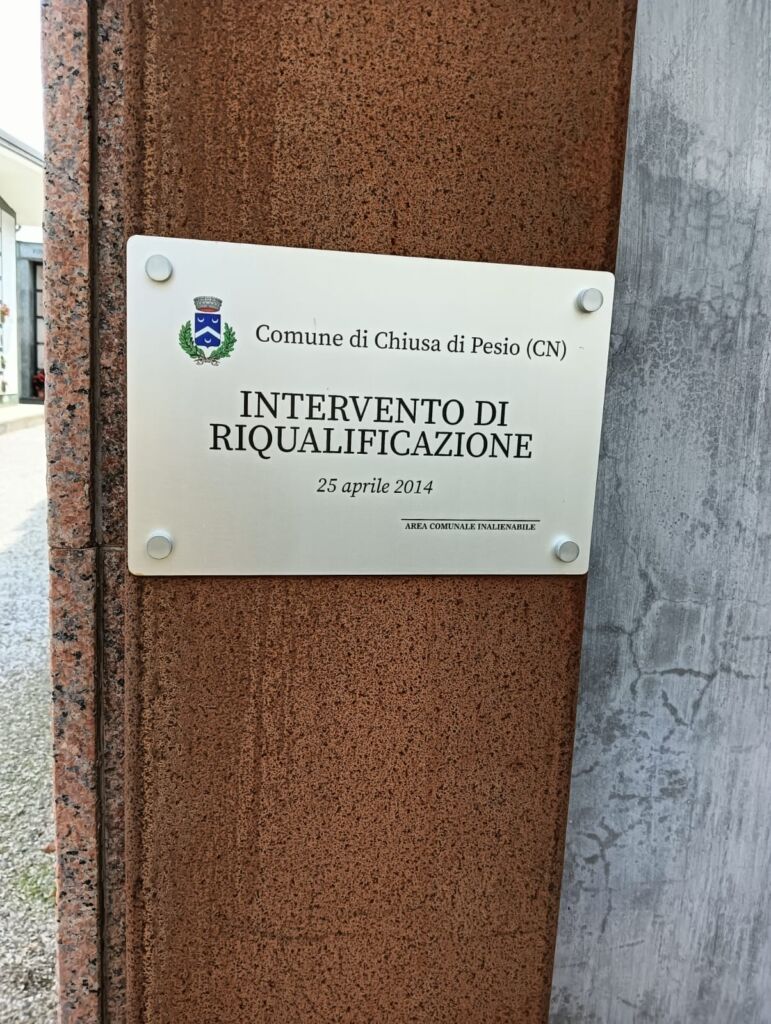 Comune di Chiusa di Pesio (CN)
INTERVENTO DI
RIQUALIFICAZIONE
25 aprile 2014
AREA COMUNALE INALIENABILE